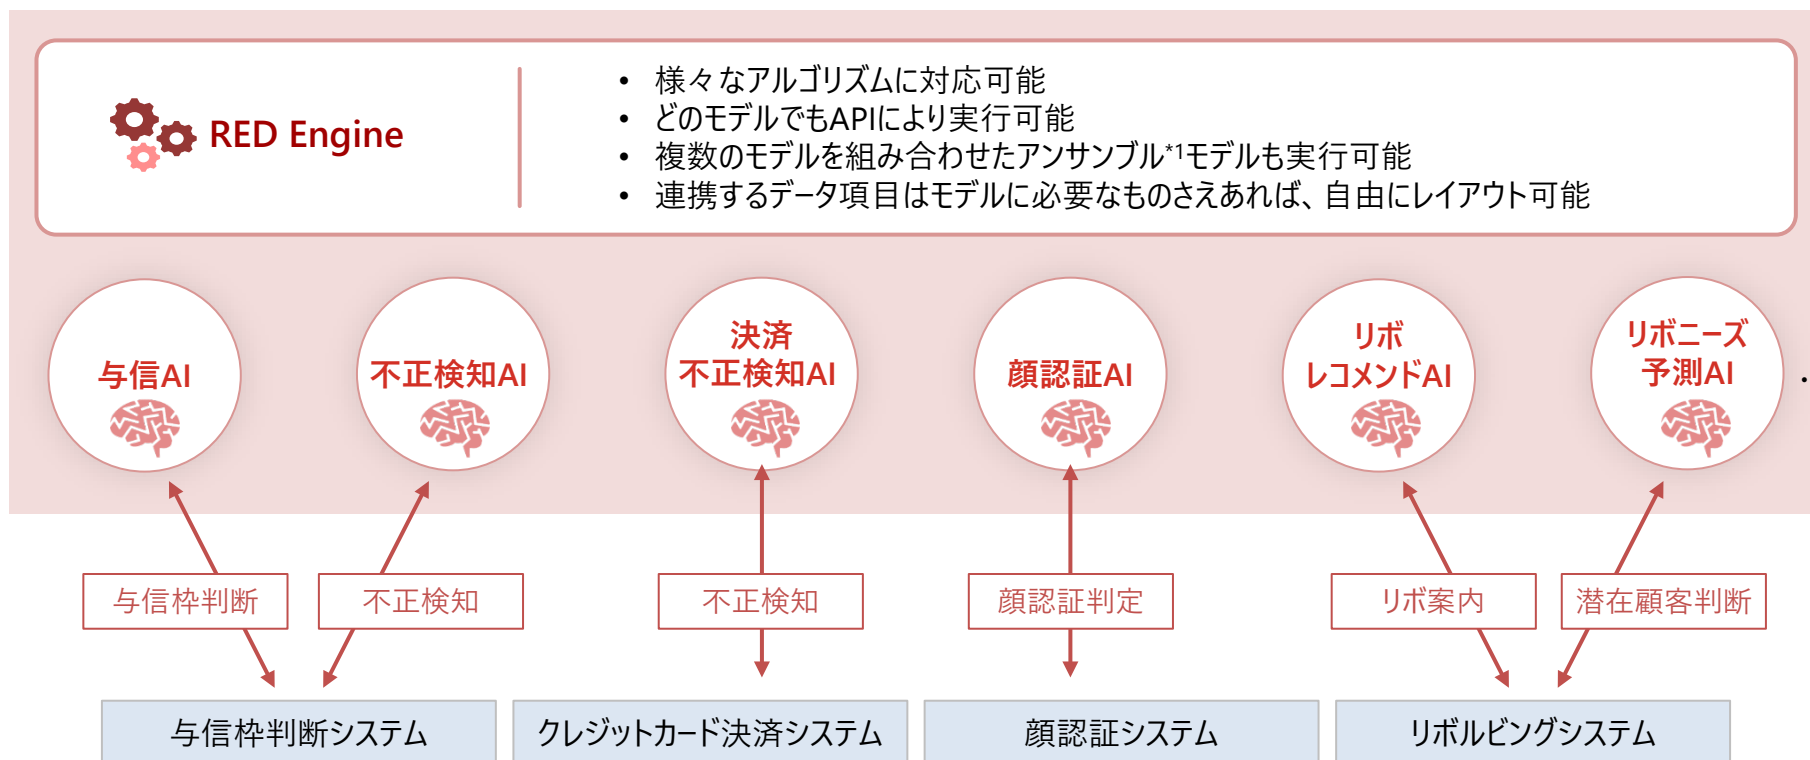 RED Engine
• 様々なアルゴリズムに対応可能
• どのモデルでもAPIにより実行可能
• 複数のモデルを組み合わせたアンサンブル*1モデルも実行可能
• 連携するデータ項目はモデルに必要なものさえあれば、自由にレイアウト可能
与信AI
不正検知AI
決済
不正検知AI
顔認証AI
リボ
レコメンドAI
リボニーズ
予測AI
.
与信枠判断
不正検知
不正検知
顔認証判定
リボ案内
潜在顧客判断
与信枠判断システム
クレジットカード決済システム
顔認証システム
リボルビングシステム